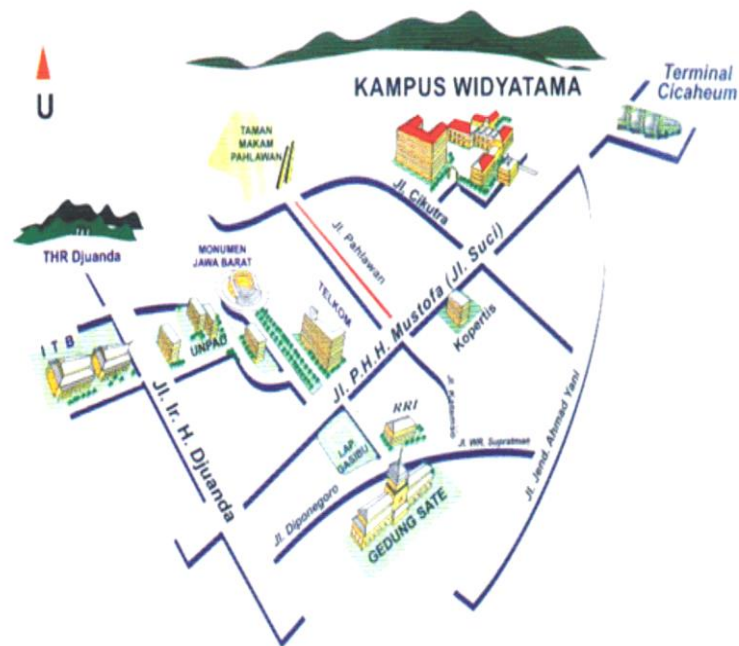 U
KAMPUS WIDYATAMA
Terminal
Cicaheum
TAMAN
MAKAM
PAHLAWAN
Jl. Cikutra
THR Djuanda
MONUMEN
JAWA BARAT
Jl. Pahlawan
TELKOM
Jl. P.H.H. Mustofa (Jl. Suci)
Kopertis
I T B
UNPAD
Jl. Ir. H. Djuanda
RRI
Jl. Katamso
Jl. WR. Supratman
Jl. Jend. Ahmad Yani
LAP.
GASIBU
Jl. Diponegoro
GEDUNG SATE